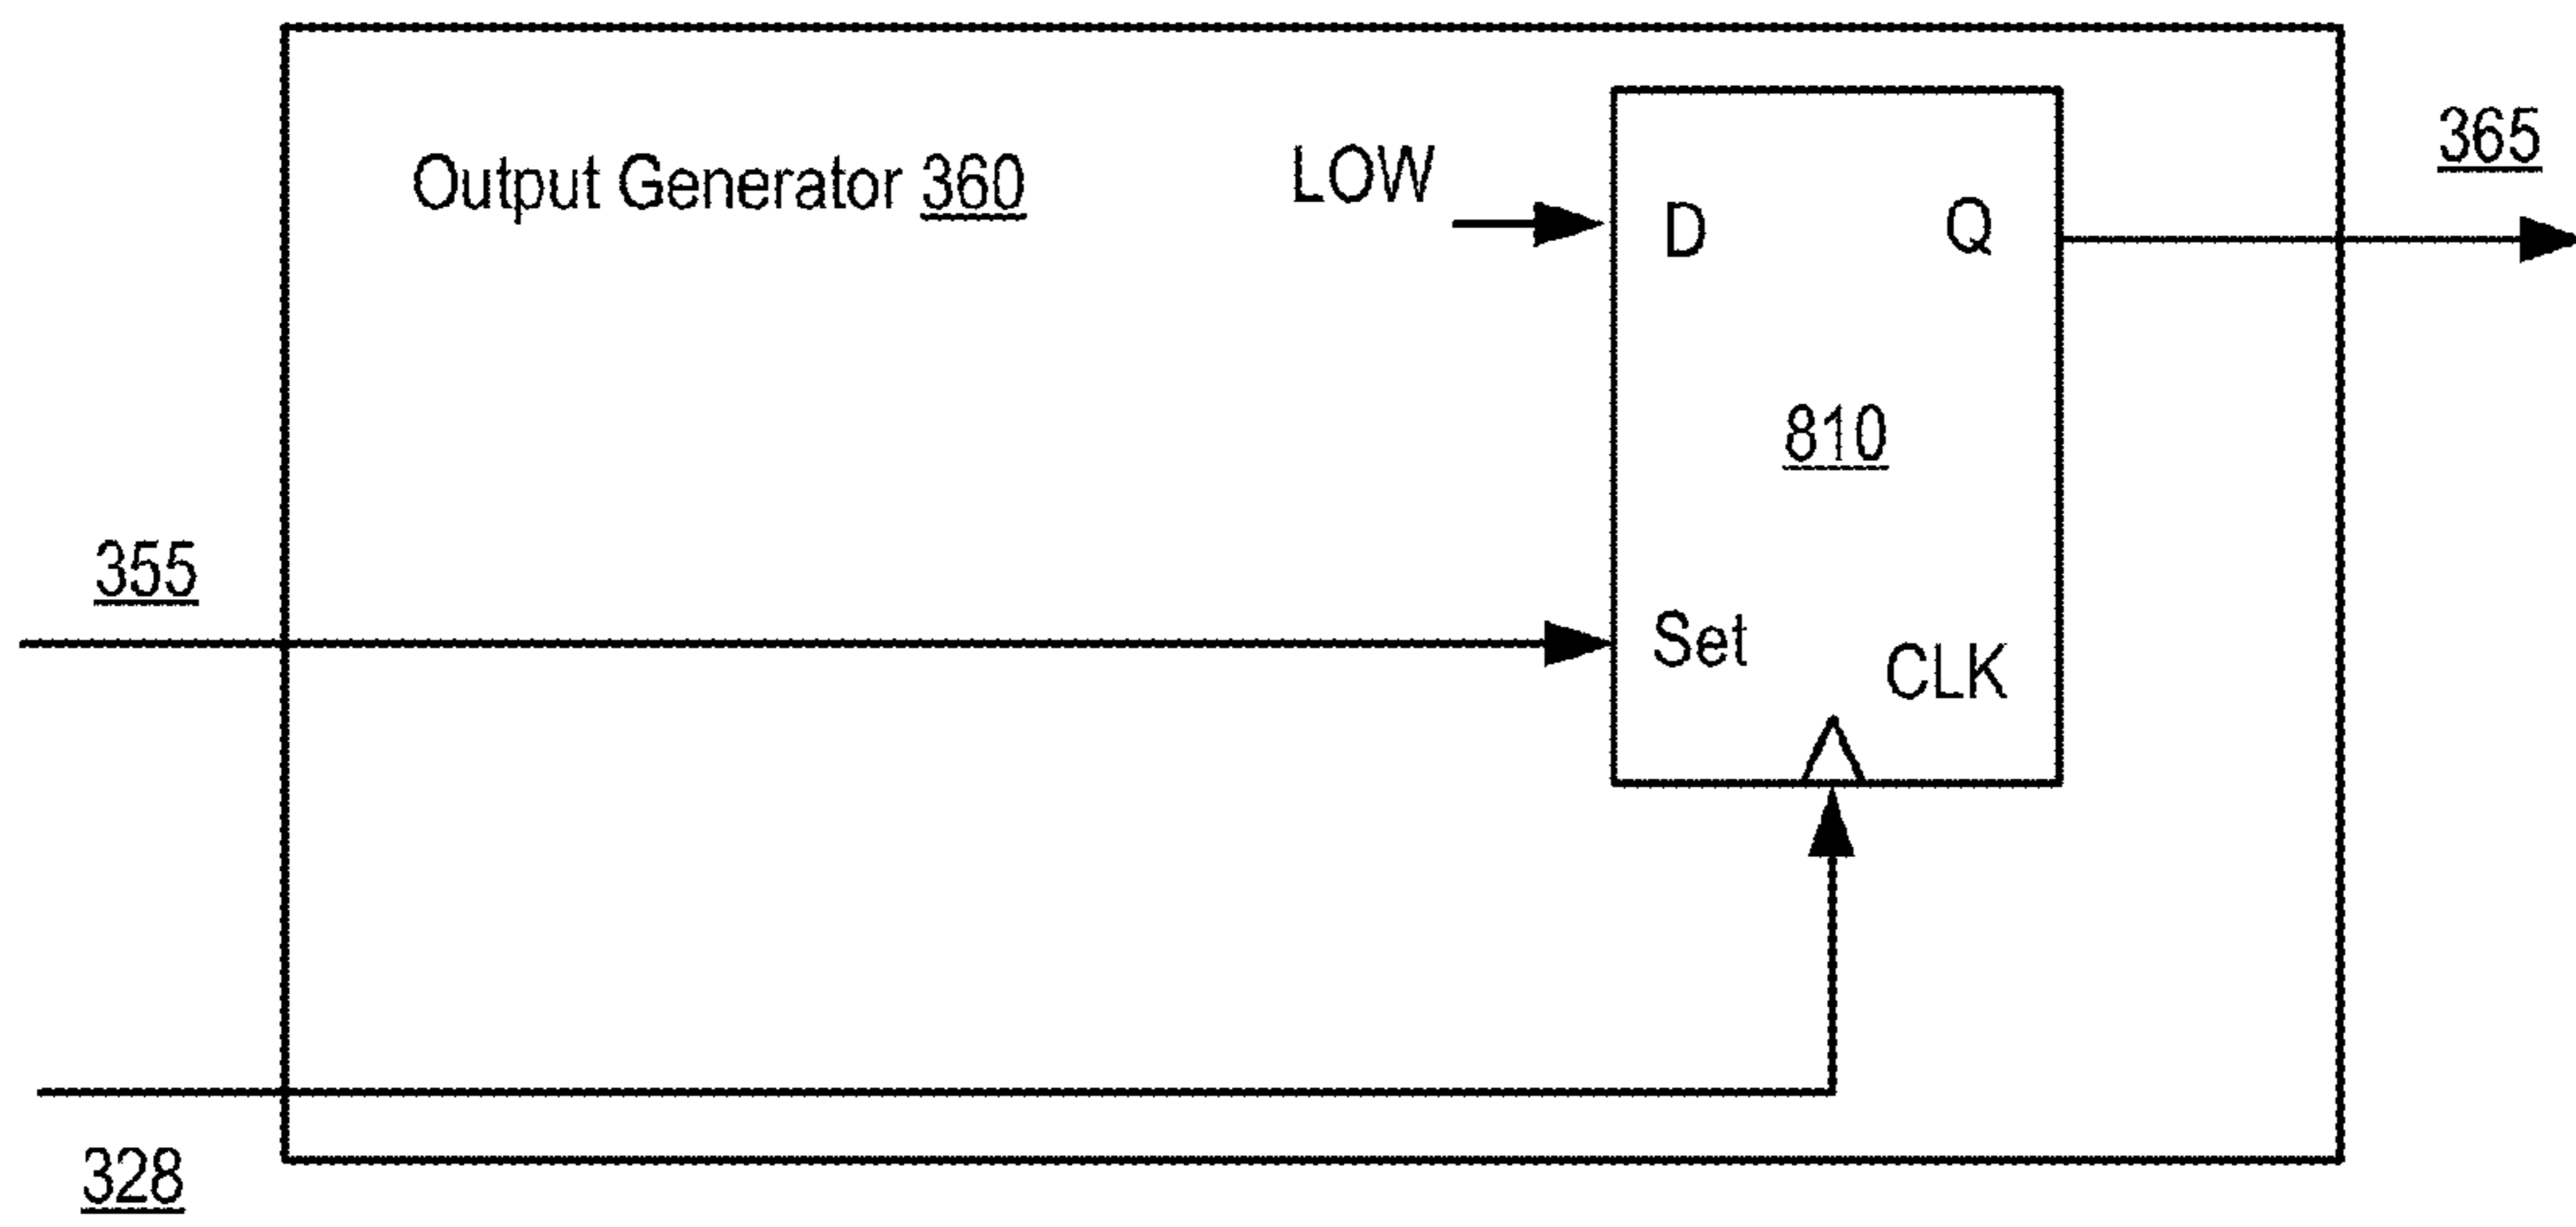 365
LOW
Output Generator 360
D
Q
810
355
Set
CLK
328